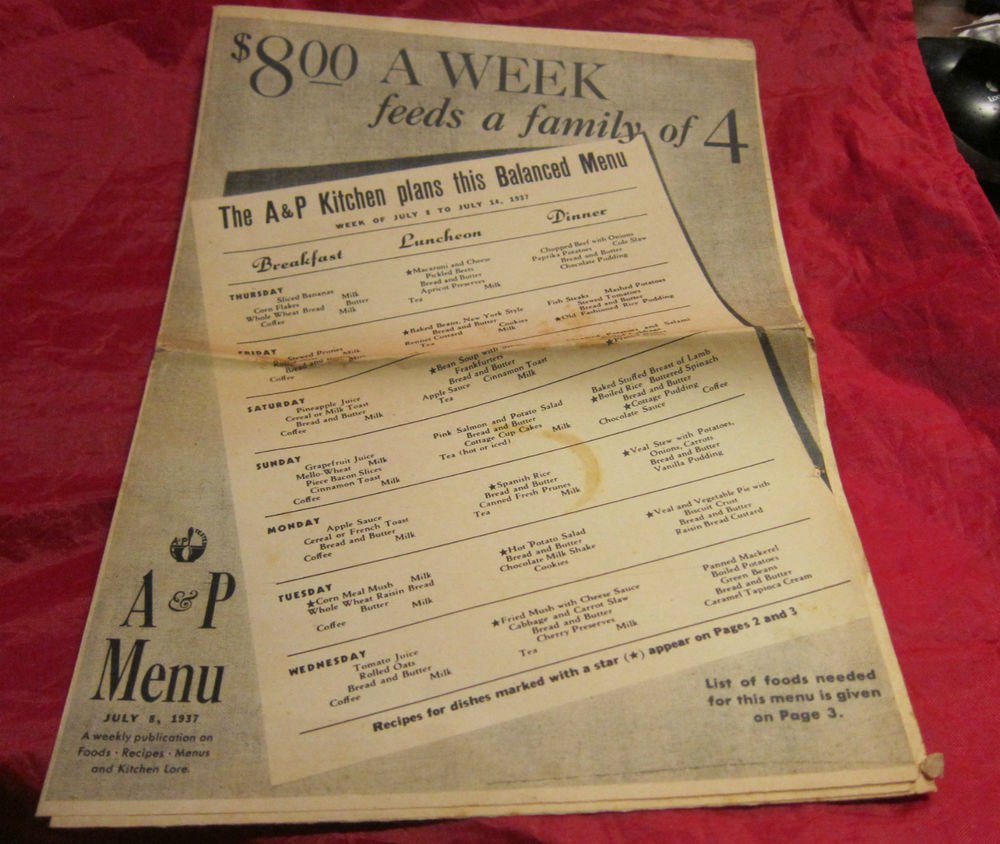 $8.00 A WEEK
feeds a family of 4
The A&P Kitchen plans this Balanced Menu
WEEK OF JULY 8 TO JULY 14, 1937
Breakfast Luncheon Dinner
THURSDAY
Sliced Bananas
Corn Flakes Milk
Whole Wheat Bread Butter
Coffee Milk
★Macaroni and Cheese
Pickled Beets
Bread and Butter
Apricot Preserves
Tea Milk
Chopped Beef with Onions
Paprika Potatoes Cole Slaw
Bread and Butter
Chocolate Pudding
FRIDAY
Stewed Prunes
Milk
Bread and
Coffee
★Baked Beans, New York Style
Bread and Butter
Rennet Custard Cookies
Tea Milk
Fish Steaks Mashed Potatoes
Stewed Tomatoes
Bread and Butter
★Old Fashioned Rice Pudding
SATURDAY
Pineapple Juice
Cereal or Milk Toast
Bread and Butter
Coffee Milk
★Bean Soup with
Frankfurters
Bread and Butter
Apple Sauce Cinnamon Toast
Tea Milk
and Salami
SUNDAY
Grapefruit Juice
Mello-Wheat Milk
Piece Bacon Slices
Cinnamon Toast
Coffee Milk
Pink Salmon and Potato Salad
Bread and Butter
Cottage Cup Cakes
Tea (hot or iced) Milk
Baked Stuffed Breast of Lamb
★Boiled Rice Buttered Spinach
Bread and Butter
★Cottage Pudding
Chocolate Sauce Coffee
MONDAY
Apple Sauce
Cereal or French Toast
Bread and Butter
Coffee Milk
★Spanish Rice
Bread and Butter
Canned Fresh Prunes
Tea Milk
★Veal Stew with Potatoes,
Onions, Carrots
Bread and Butter
Vanilla Pudding
TUESDAY
★Corn Meal Mush Milk
Whole Wheat Raisin Bread
Butter
Coffee Milk
★Hot Potato Salad
Bread and Butter
Chocolate Milk Shake
Cookies
★Veal and Vegetable Pie with
Biscuit Crust
Bread and Butter
Raisin Bread Custard
WEDNESDAY
Tomato Juice
Rolled Oats
Bread and Butter
Coffee Milk
★Fried Mush with Cheese Sauce
Cabbage and Carrot Slaw
Bread and Butter
Cherry Preserves
Tea Milk
Panned Mackerel
Boiled Potatoes
Green Beans
Bread and Butter
Caramel Tapioca Cream
Recipes for dishes marked with a star (★) appear on Pages 2 and 3
List of foods needed
for this menu is given
on Page 3.
A&P
A & P
Menu
JULY 8, 1937
A weekly publication on
Foods · Recipes · Menus
and Kitchen Lore.